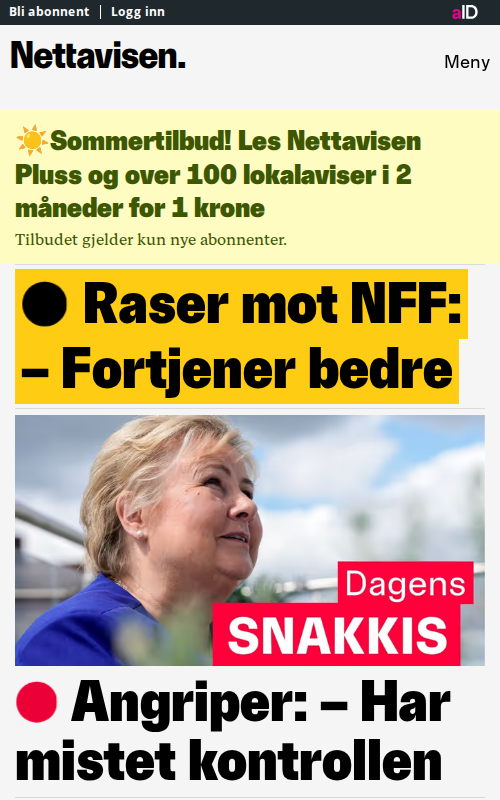 Bli abonnent | Logg inn
aID
Nettavisen.
Meny
☀️Sommertilbud! Les Nettavisen
Pluss og over 100 lokalaviser i 2
måneder for 1 krone
Tilbudet gjelder kun nye abonnenter.
Raser mot NFF:
– Fortjener bedre
Dagens
SNAKKIS
Angriper: – Har
mistet kontrollen